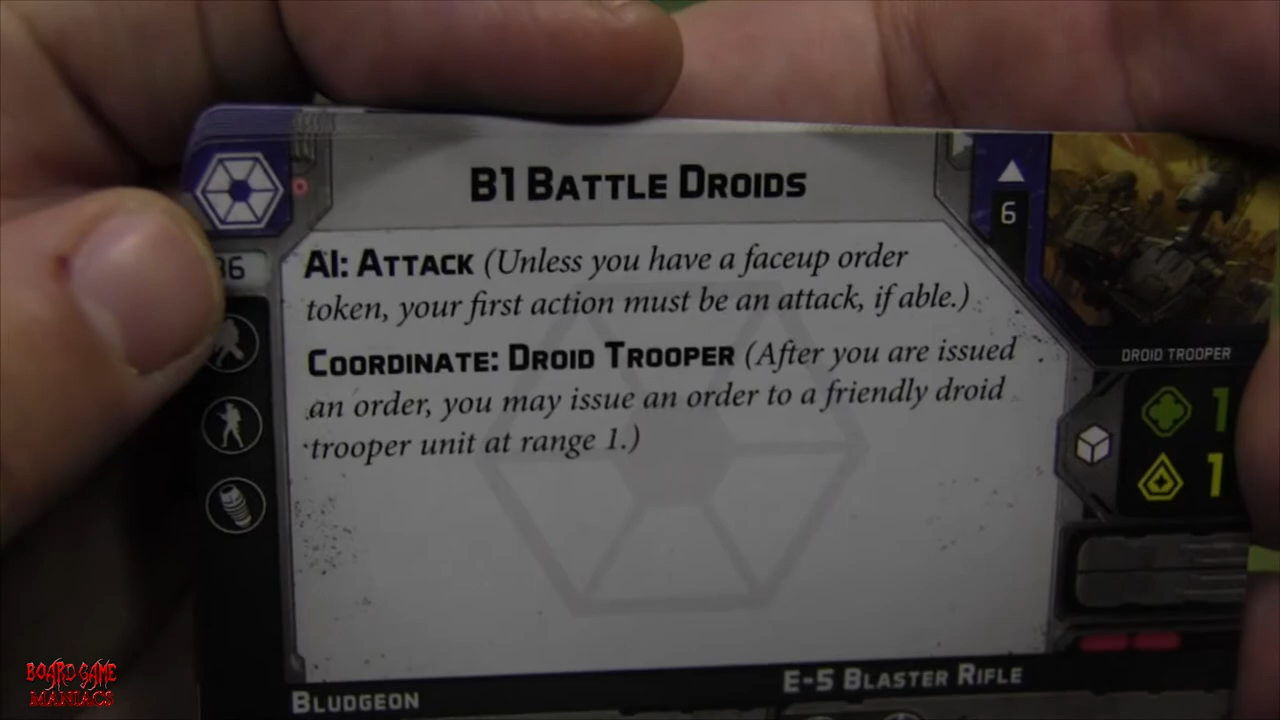 B1 BATTLE DROIDS
6
36
AI: ATTACK (Unless you have a faceup order
token, your first action must be an attack, if able.)
COORDINATE: DROID TROOPER (After you are issued
an order, you may issue an order to a friendly droid
trooper unit at range 1.)
DROID TROOPER
1
1
BLUDGEON
E-5 BLASTER RIFLE
BOARD GAME
MANIACS